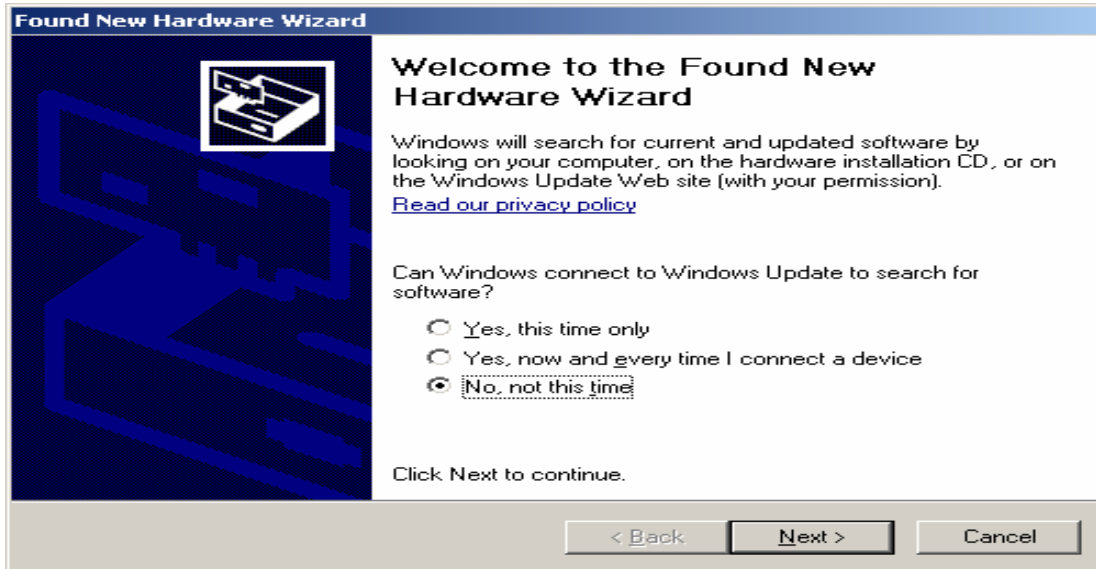 Found New Hardware Wizard
Welcome to the Found New
Hardware Wizard
Windows will search for current and updated software by
looking on your computer, on the hardware installation CD, or on
the Windows Update Web site (with your permission).
Read our privacy policy
Can Windows connect to Windows Update to search for
software?
Yes, this time only
Yes, now and every time I connect a device
No, not this time
Click Next to continue.
< Back
Next >
Cancel